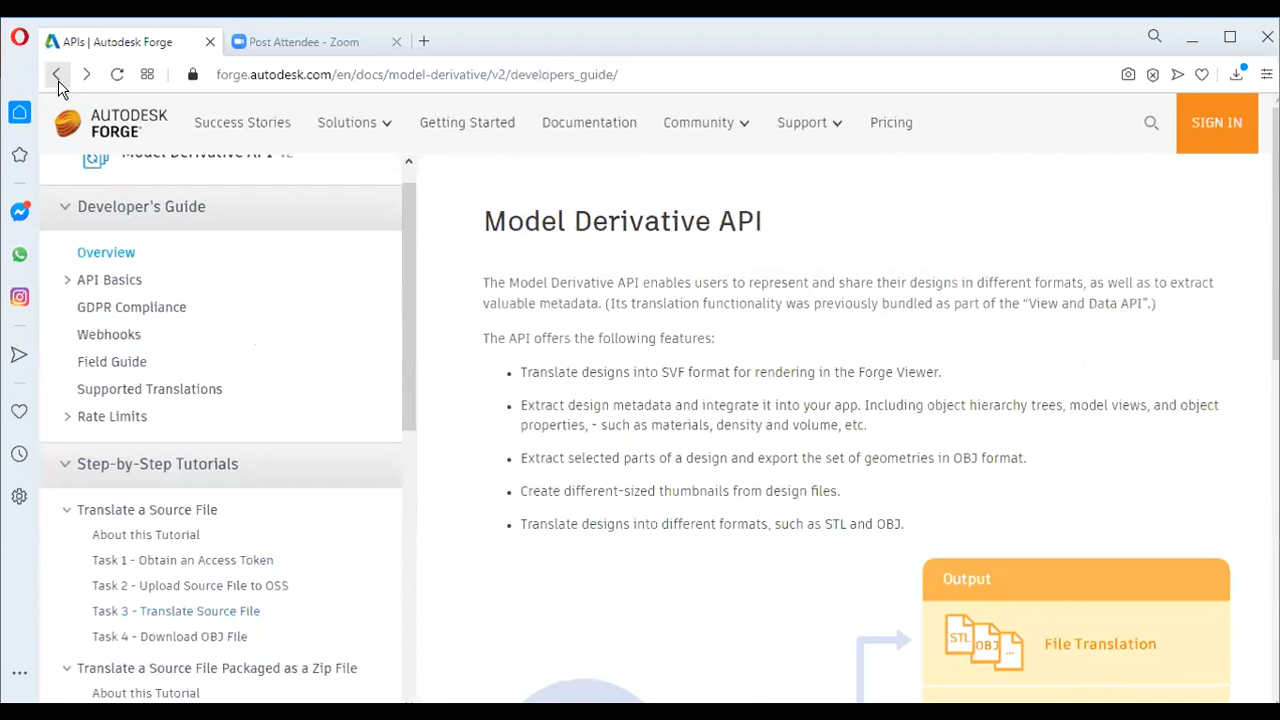 APIs | Autodesk Forge
Post Attendee - Zoom
forge.autodesk.com/en/docs/model-derivative/v2/developers_guide/
AUTODESK
FORGE
Success Stories
Solutions
Getting Started
Documentation
Community
Support
Pricing
SIGN IN
Model Derivative API v2
Developer's Guide
Overview
API Basics
GDPR Compliance
Webhooks
Field Guide
Supported Translations
Rate Limits
Step-by-Step Tutorials
Translate a Source File
About this Tutorial
Task 1 - Obtain an Access Token
Task 2 - Upload Source File to OSS
Task 3 - Translate Source File
Task 4 - Download OBJ File
Translate a Source File Packaged as a Zip File
About this Tutorial
Model Derivative API
The Model Derivative API enables users to represent and share their designs in different formats, as well as to extract
valuable metadata. (Its translation functionality was previously bundled as part of the “View and Data API”.)
The API offers the following features:
Translate designs into SVF format for rendering in the Forge Viewer.
Extract design metadata and integrate it into your app. Including object hierarchy trees, model views, and object
properties, - such as materials, density and volume, etc.
Extract selected parts of a design and export the set of geometries in OBJ format.
Create different-sized thumbnails from design files.
Translate designs into different formats, such as STL and OBJ.
Output
STL
OBJ
...
File Translation